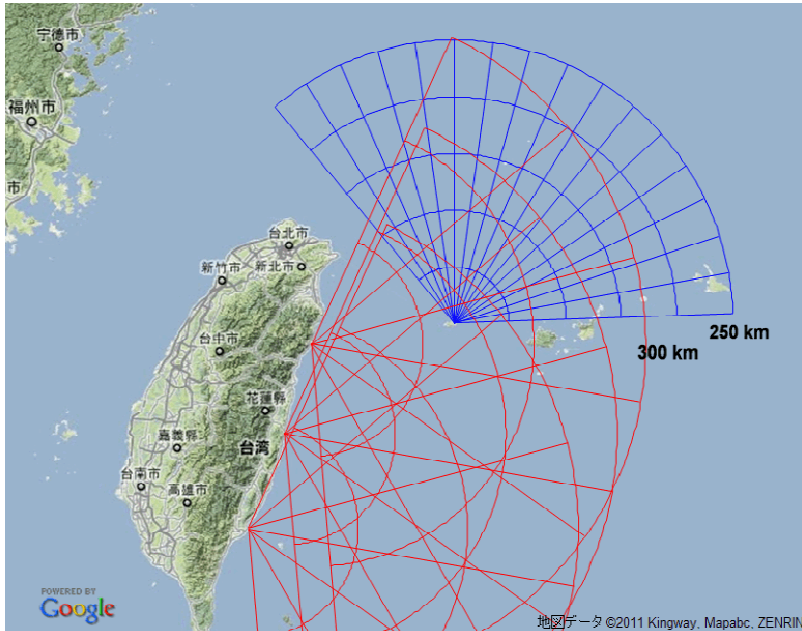 宁德市
福州市
市
台北市
新竹市
新北市
台中市
花蓮縣
嘉義縣
台湾
台南市
高雄市
250 km
300 km
POWERED BY
Google
地図データ ©2011 Kingway, Mapabc, ZENRIN